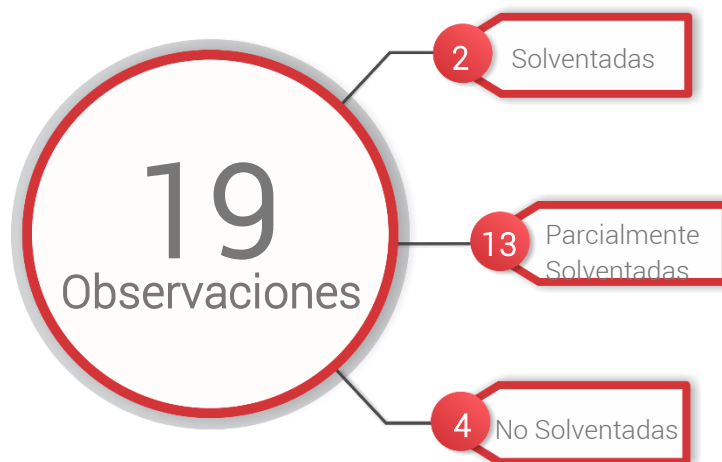 19
Observaciones
2
Solventadas
13
Parcialmente
Solventadas
4
No Solventadas